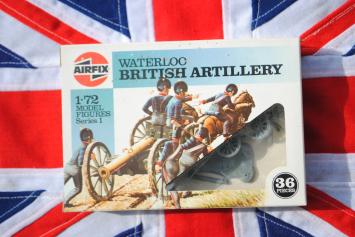 AIRFIX
WATERLOO
BRITISH ARTILLERY
1·72
MODEL
FIGURES
Series 1
36
PIECES